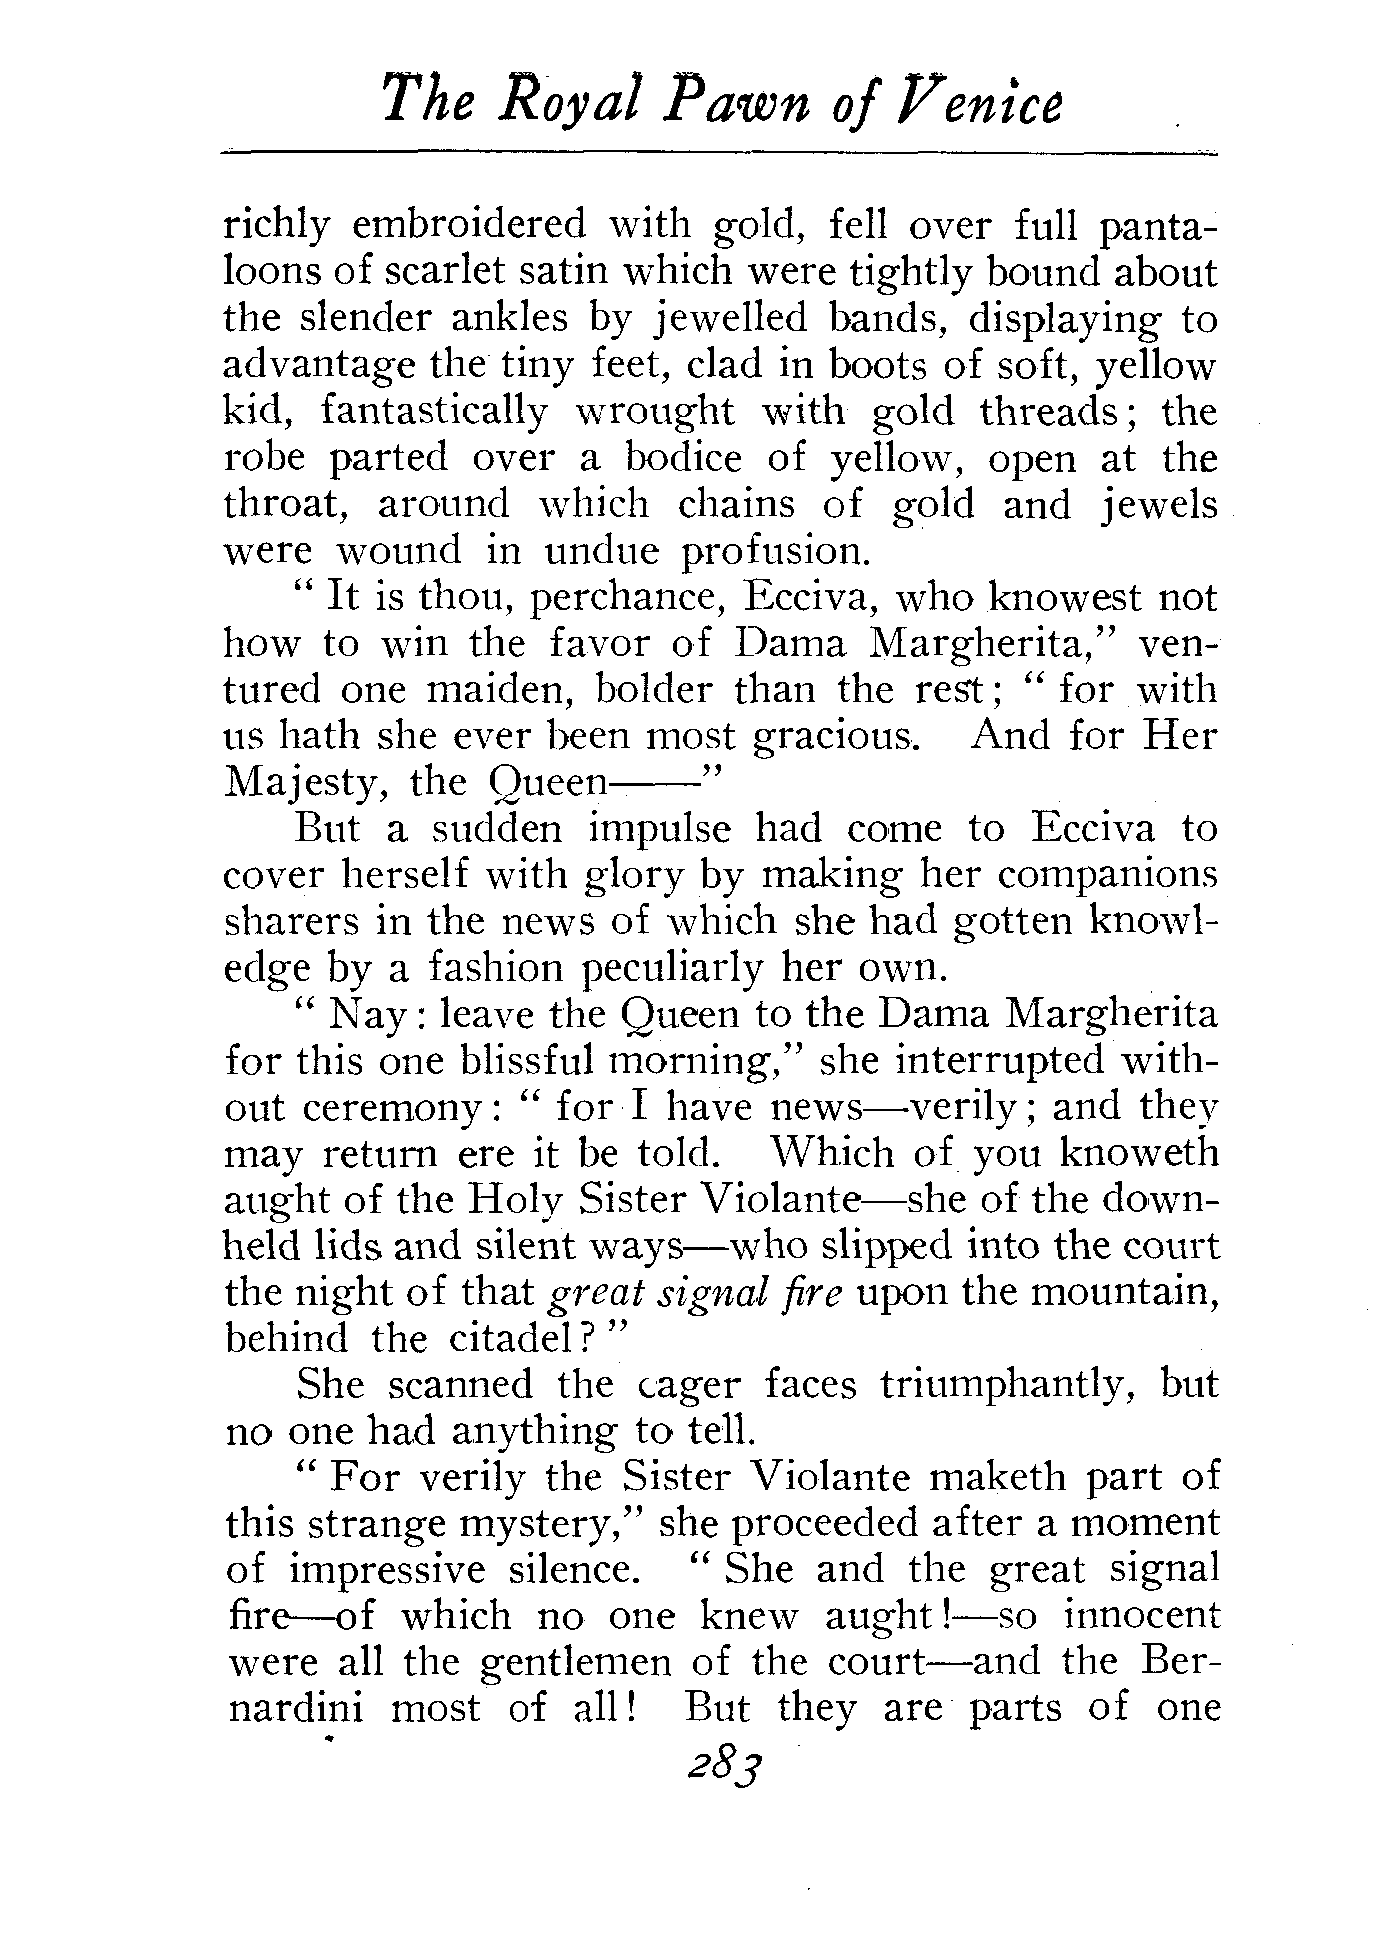 The Royal Pawn of Venice
richly embroidered with gold, fell over full panta-
loons of scarlet satin which were tightly bound about
the slender ankles by jewelled bands, displaying to
advantage the tiny feet, clad in boots of soft, yellow
kid, fantastically wrought with gold threads; the
robe parted over a bodice of yellow, open at the
throat, around which chains of gold and jewels
were wound in undue profusion.
" It is thou, perchance, Ecciva, who knowest not
how to win the favor of Dama Margherita," ven-
tured one maiden, bolder than the rest; " for with
us hath she ever been most gracious. And for Her
Majesty, the Queen——"
But a sudden impulse had come to Ecciva to
cover herself with glory by making her companions
sharers in the news of which she had gotten knowl-
edge by a fashion peculiarly her own.
" Nay: leave the Queen to the Dama Margherita
for this one blissful morning," she interrupted with-
out ceremony: " for I have news—verily; and they
may return ere it be told. Which of you knoweth
aught of the Holy Sister Violante—she of the down-
held lids and silent ways—who slipped into the court
the night of that great signal fire upon the mountain,
behind the citadel? "
She scanned the eager faces triumphantly, but
no one had anything to tell.
" For verily the Sister Violante maketh part of
this strange mystery," she proceeded after a moment
of impressive silence. " She and the great signal
fire—of which no one knew aught!—so innocent
were all the gentlemen of the court—and the Ber-
nardini most of all! But they are parts of one
283